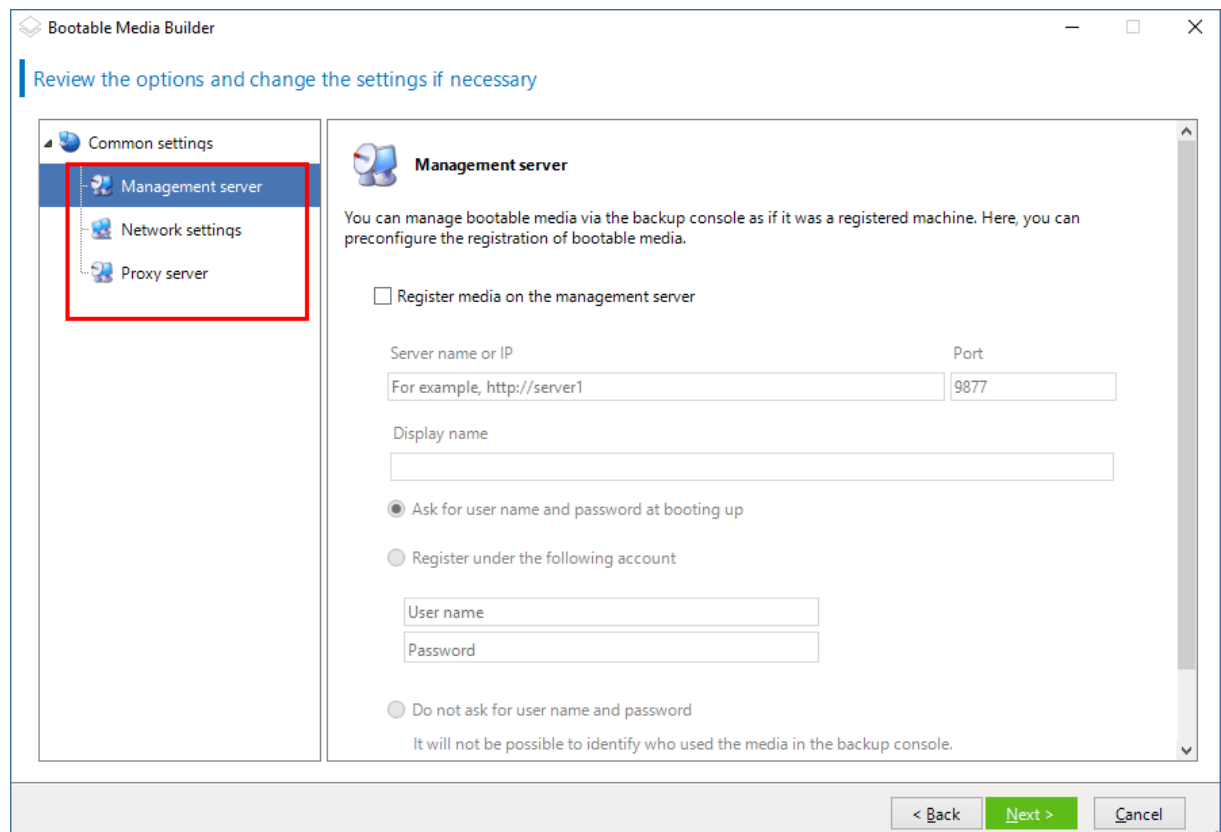 Bootable Media Builder
Review the options and change the settings if necessary
Common settings
Management server
Network settings
Proxy server
Management server
You can manage bootable media via the backup console as if it was a registered machine. Here, you can
preconfigure the registration of bootable media.
Register media on the management server
Server name or IP
Port
For example, http://server1
9877
Display name
Ask for user name and password at booting up
Register under the following account
User name
Password
Do not ask for user name and password
It will not be possible to identify who used the media in the backup console.
< Back
Next >
Cancel